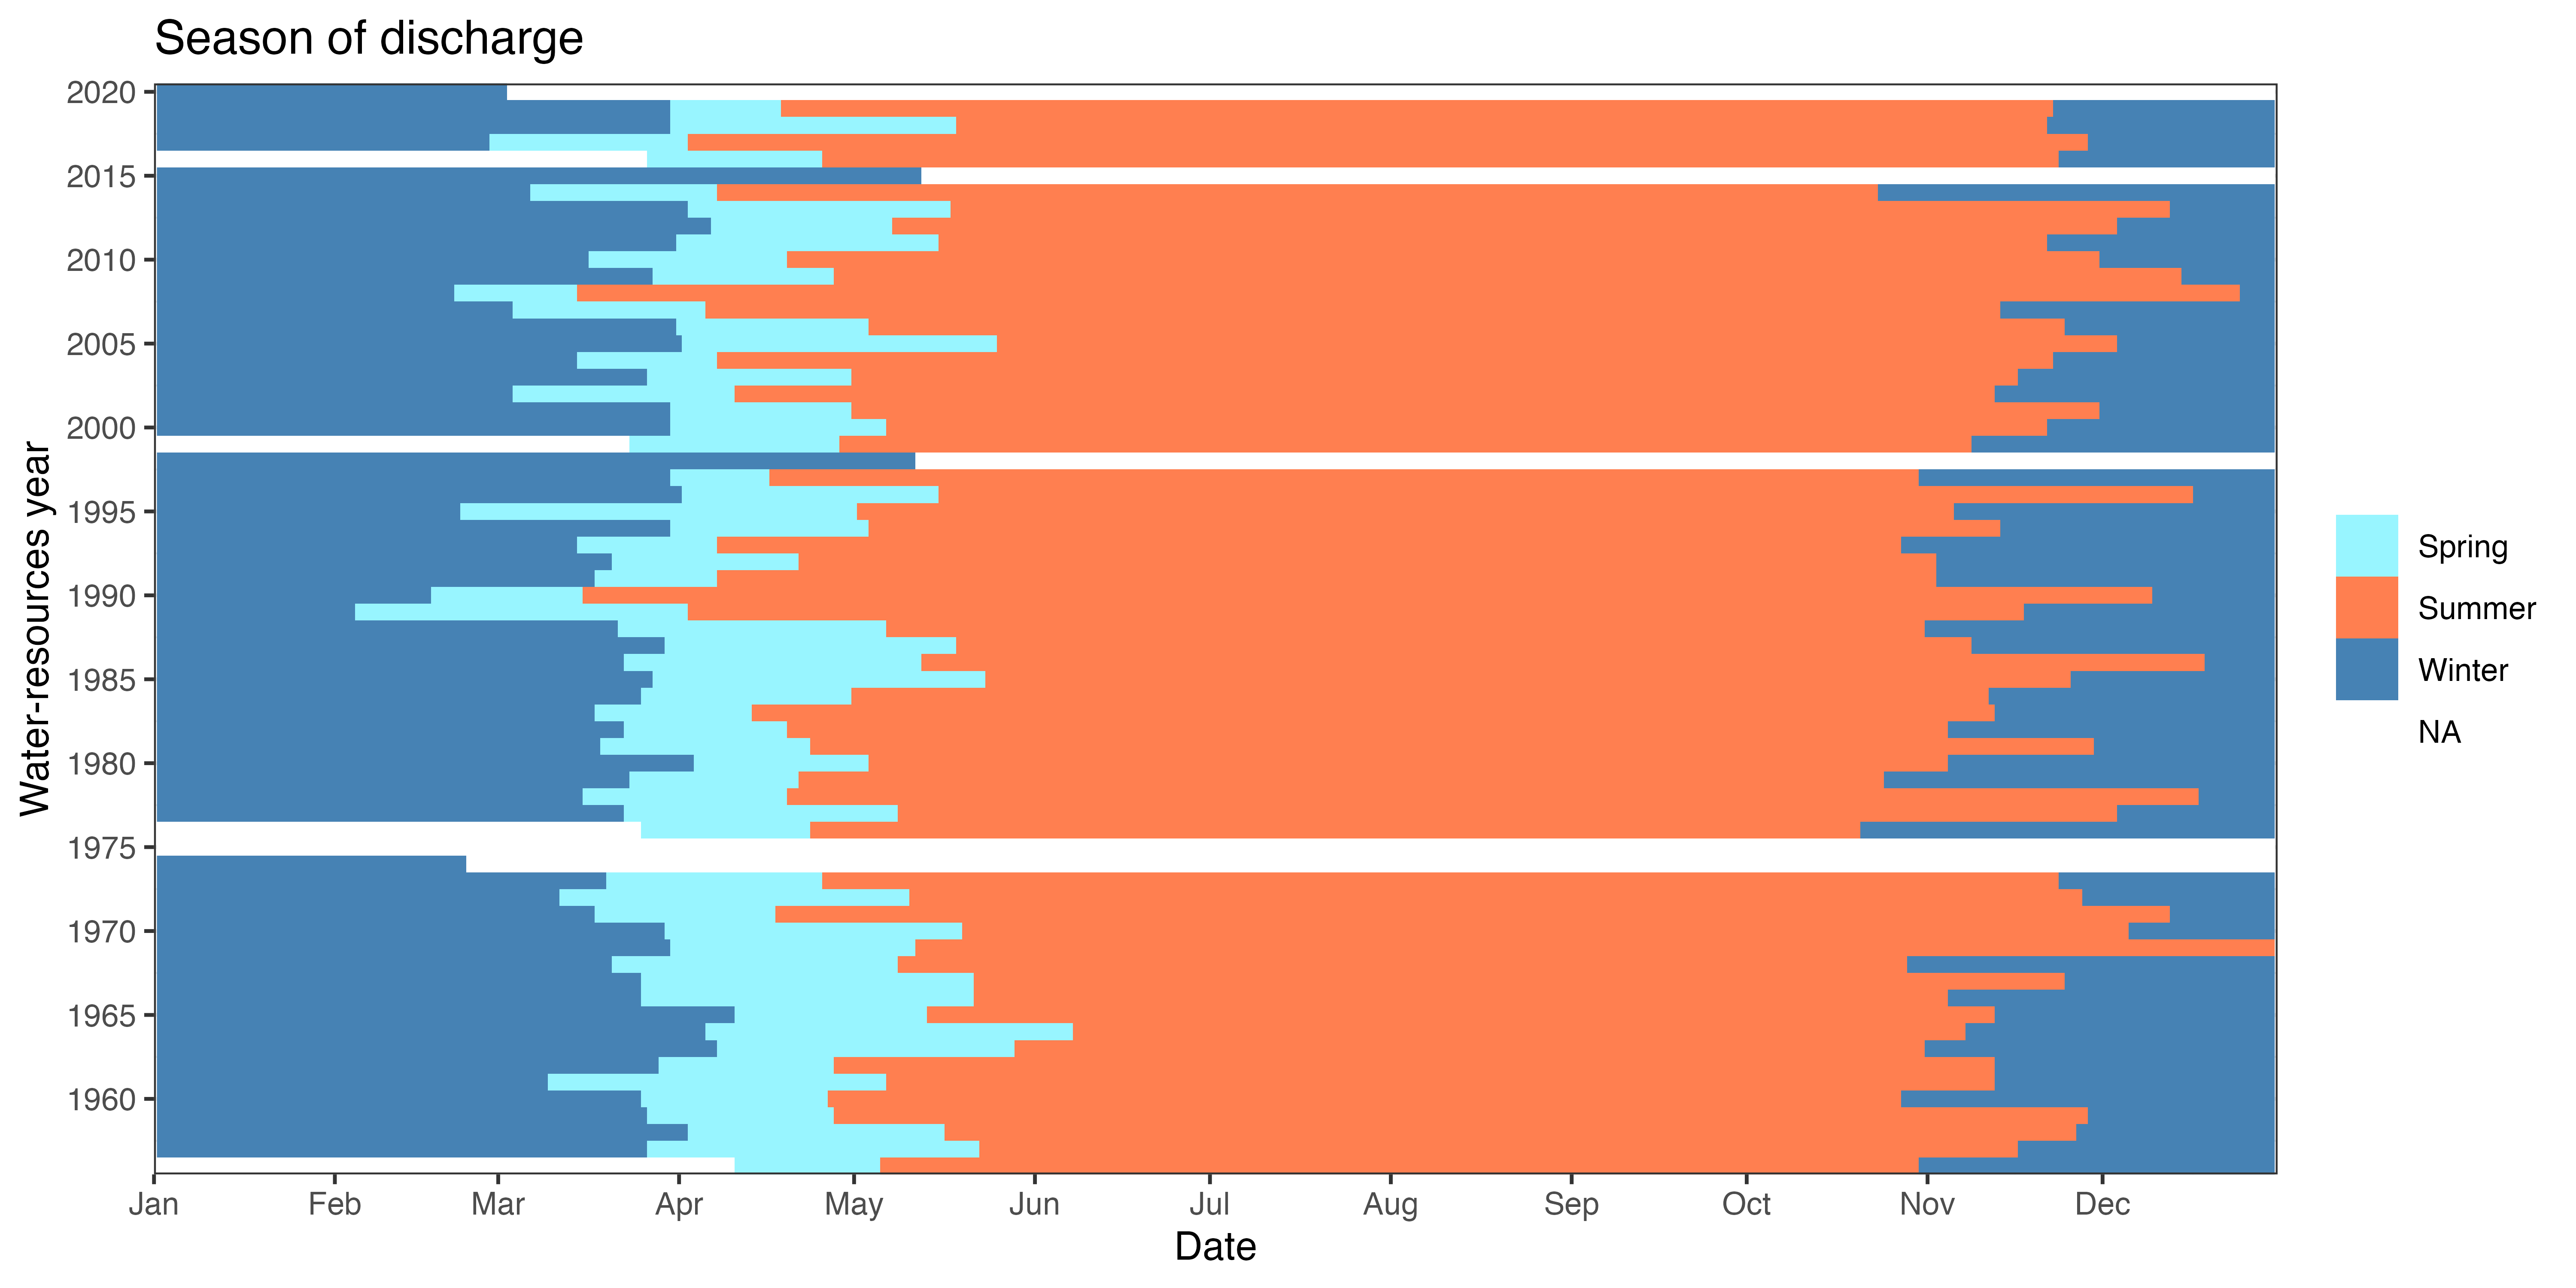 Season of discharge
Water-resources year
2020
2015
2010
2005
2000
1995
1990
1985
1980
1975
1970
1965
1960
Jan Feb Mar Apr May Jun Jul Aug Sep Oct Nov Dec
Date
Spring
Summer
Winter
NA